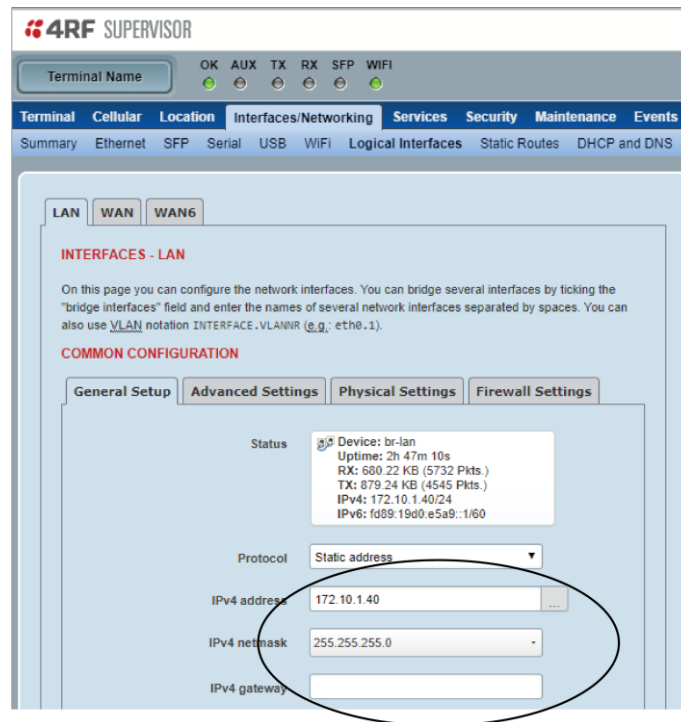 4RF SUPERVISOR
Terminal Name
OK AUX TX RX SFP WIFI
Terminal Cellular Location Interfaces/Networking Services Security Maintenance Events
Summary Ethernet SFP Serial USB WiFi Logical Interfaces Static Routes DHCP and DNS
LAN WAN WAN6
INTERFACES - LAN
On this page you can configure the network interfaces. You can bridge several interfaces by ticking the
"bridge interfaces" field and enter the names of several network interfaces separated by spaces. You can
also use VLAN notation INTERFACE.VLANNR (e.g.: eth0.1).
COMMON CONFIGURATION
General Setup Advanced Settings Physical Settings Firewall Settings
Status
Device: br-lan
Uptime: 2h 47m 10s
RX: 680.22 KB (5732 Pkts.)
TX: 879.24 KB (4545 Pkts.)
IPv4: 172.10.1.40/24
IPv6: fd89:19d0:e5a9::1/60
Protocol Static address
IPv4 address 172.10.1.40 ...
IPv4 netmask 255.255.255.0
IPv4 gateway